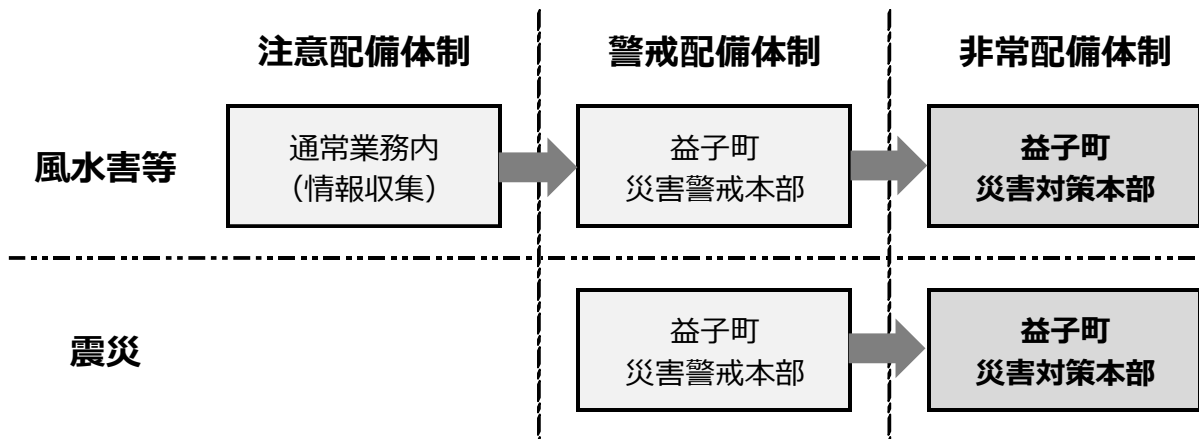 注意配備体制
警戒配備体制
非常配備体制
風水害等
通常業務内
（情報収集）
益子町
災害警戒本部
益子町
災害対策本部
震災
益子町
災害警戒本部
益子町
災害対策本部